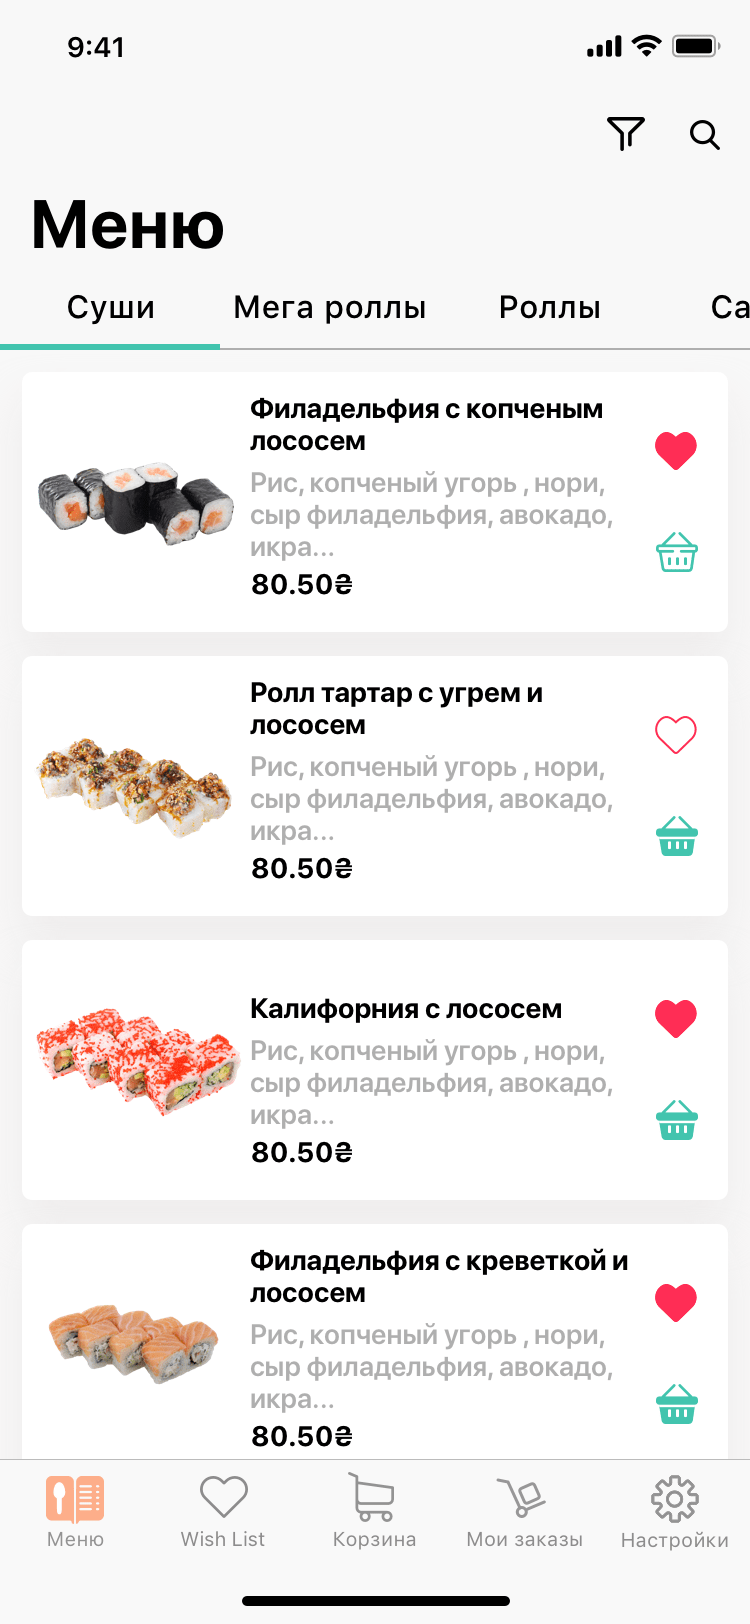 9:41
Меню
Суши Мега роллы Роллы Са
Филадельфия с копченым
лососем
Рис, копченый угорь , нори,
сыр филадельфия, авокадо,
икра...
80.50₴
Ролл тартар с угрем и
лососем
Рис, копченый угорь , нори,
сыр филадельфия, авокадо,
икра...
80.50₴
Калифорния с лососем
Рис, копченый угорь , нори,
сыр филадельфия, авокадо,
икра...
80.50₴
Филадельфия с креветкой и
лососем
Рис, копченый угорь , нори,
сыр филадельфия, авокадо,
икра...
80.50₴
Меню Wish List Корзина Мои заказы Настройки